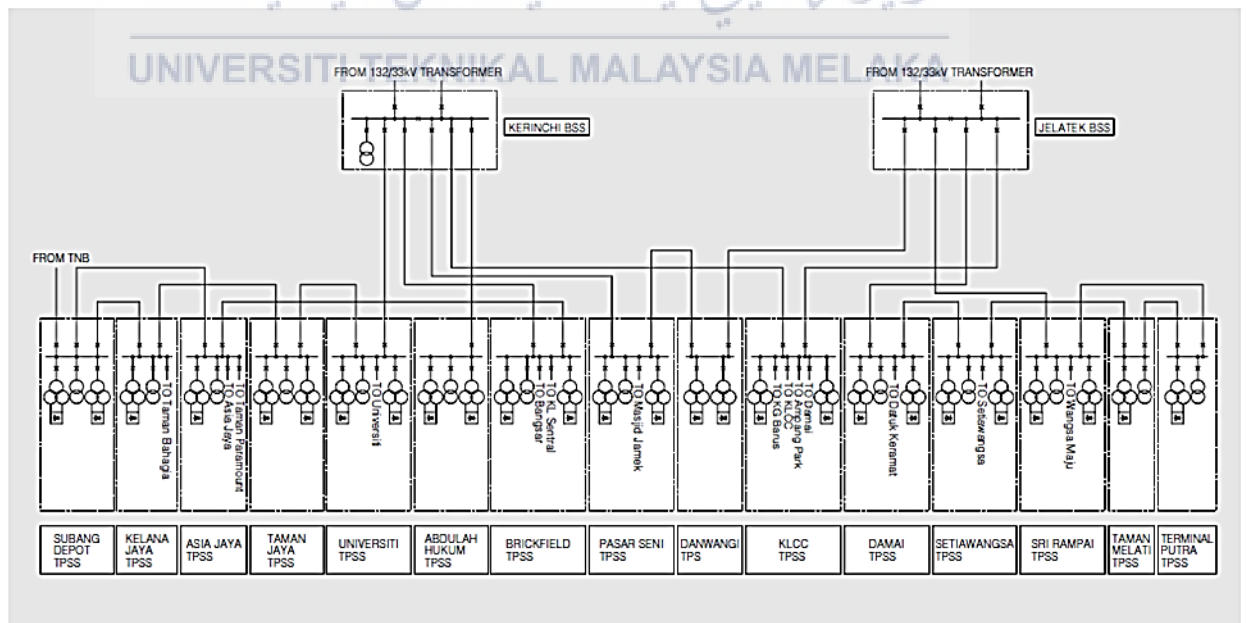 UNIVERSITI TEKNIKAL MALAYSIA MELAKA
FROM 132/33kV TRANSFORMER
FROM 132/33kV TRANSFORMER
KERINCHI BSS
JELATEK BSS
FROM TNB
TO Taman Bahagia
TO Asia Jaya
TO Taman Paramount
TO Universiti
TO Bangsar
TO KL Sentral
TO Masjid Jamek
TO KG Barus
TO KLCC
TO Ampang Park
TO Damai
TO Datuk Keramat
TO Setiawangsa
TO Wangsa Maju
SUBANG
DEPOT
TPSS
KELANA
JAYA
TPSS
ASIA JAYA
TPSS
TAMAN
JAYA
TPSS
UNIVERSITI
TPSS
ABDULAH
HUKUM
TPSS
BRICKFIELD
TPSS
PASAR SENI
TPSS
DANWANGI
TPS
KLCC
TPSS
DAMAI
TPSS
SETIAWANGSA
TPSS
SRI RAMPAI
TPSS
TAMAN
MELATI
TPSS
TERMINAL
PUTRA
TPSS